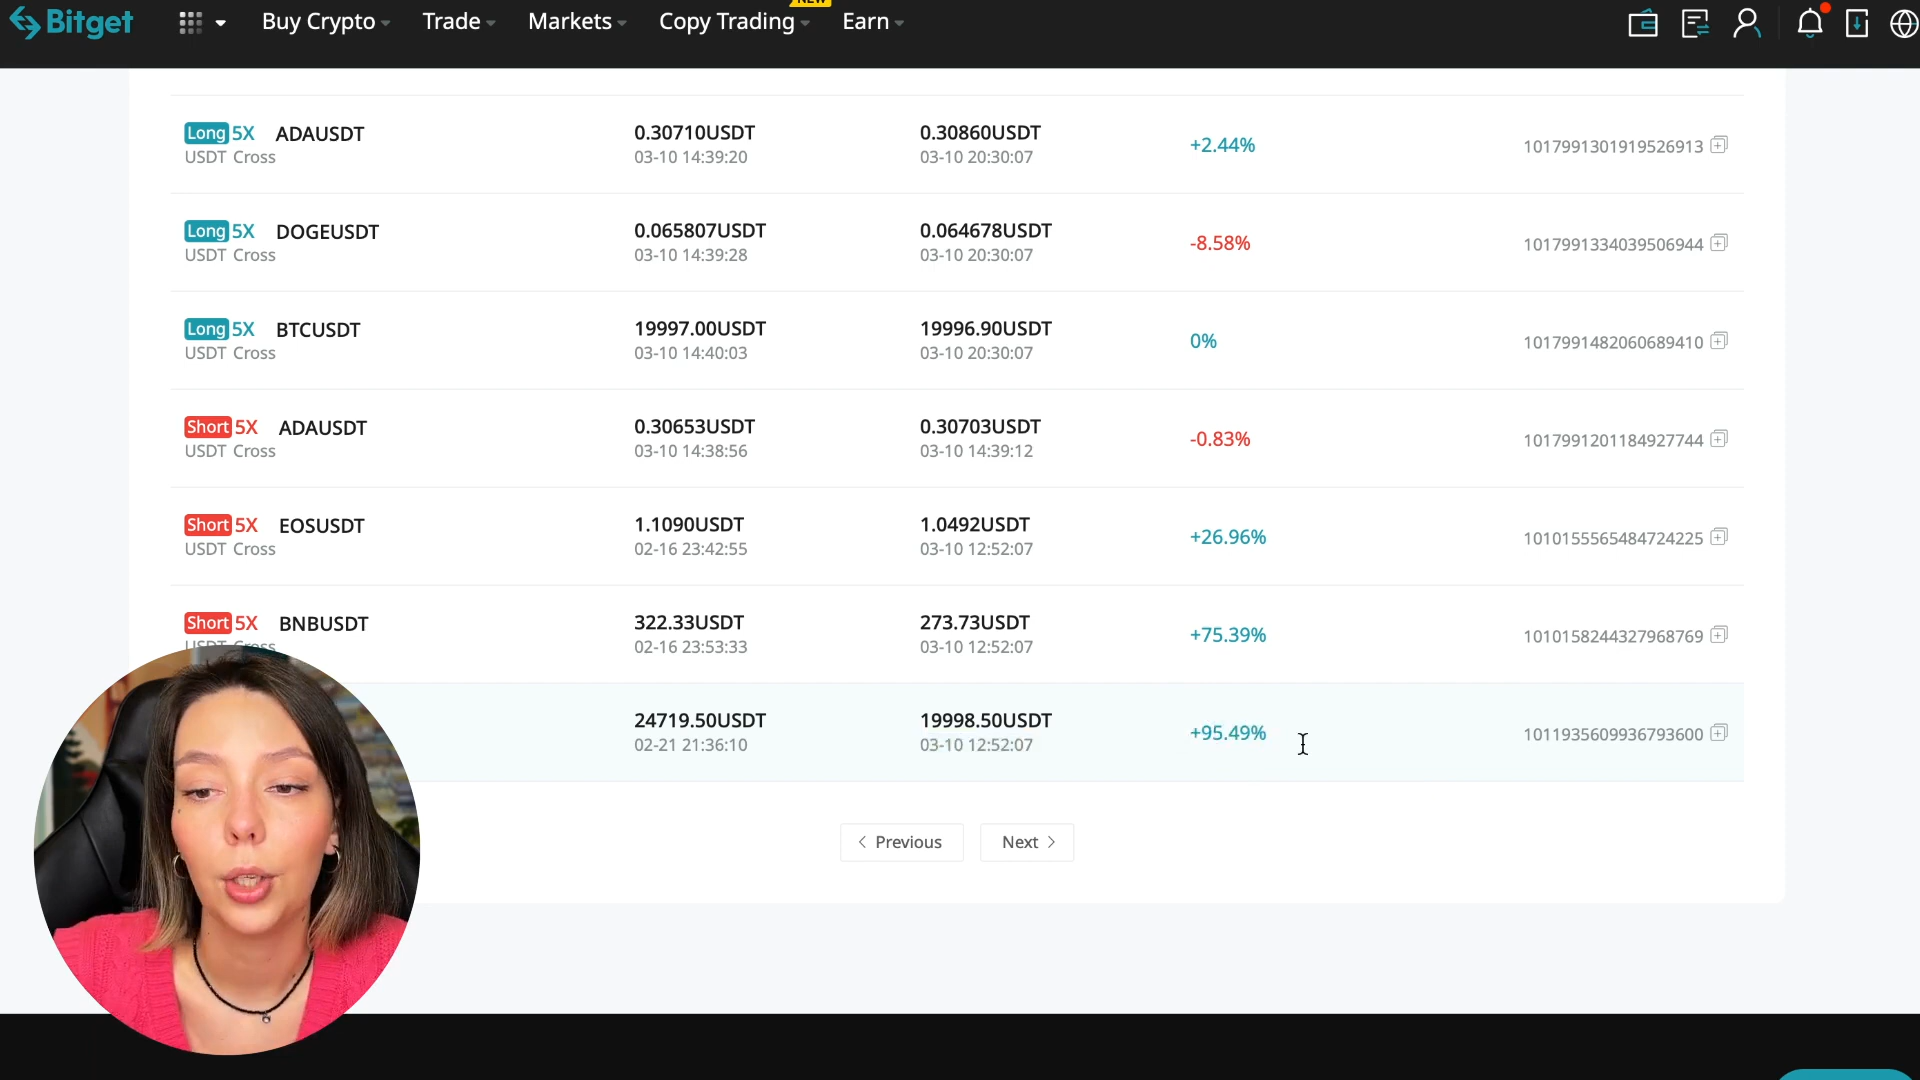 Bitget
Buy Crypto Trade Markets Copy Trading NEW Earn
Long 5X ADAUSDT 0.30710USDT 0.30860USDT +2.44% 1017991301919526913
USDT Cross 03-10 14:39:20 03-10 20:30:07
Long 5X DOGEUSDT 0.065807USDT 0.064678USDT -8.58% 1017991334039506944
USDT Cross 03-10 14:39:28 03-10 20:30:07
Long 5X BTCUSDT 19997.00USDT 19996.90USDT 0% 1017991482060689410
USDT Cross 03-10 14:40:03 03-10 20:30:07
Short 5X ADAUSDT 0.30653USDT 0.30703USDT -0.83% 1017991201184927744
USDT Cross 03-10 14:38:56 03-10 14:39:12
Short 5X EOSUSDT 1.1090USDT 1.0492USDT +26.96% 1010155565484724225
USDT Cross 02-16 23:42:55 03-10 12:52:07
Short 5X BNBUSDT 322.33USDT 273.73USDT +75.39% 1010158244327968769
USDT Cross 02-16 23:53:33 03-10 12:52:07
24719.50USDT 19998.50USDT +95.49% 1011935609936793600
02-21 21:36:10 03-10 12:52:07
Previous Next